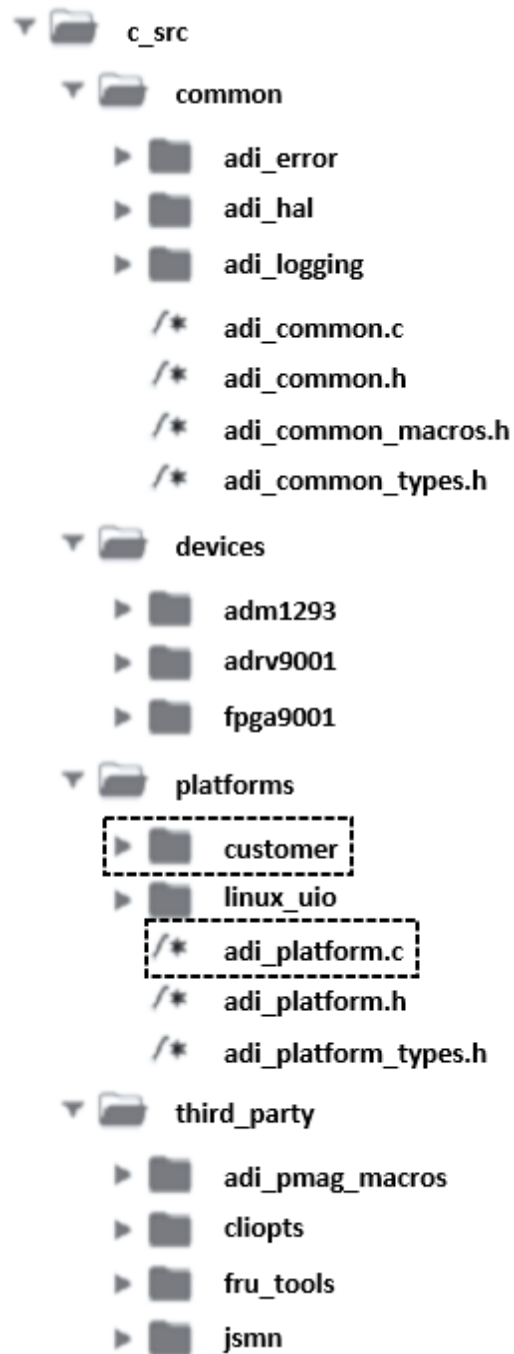 c_src
common
adi_error
adi_hal
adi_logging
/* adi_common.c
/* adi_common.h
/* adi_common_macros.h
/* adi_common_types.h
devices
adm1293
adrv9001
fpga9001
platforms
customer
linux_uio
/* adi_platform.c
/* adi_platform.h
/* adi_platform_types.h
third_party
adi_pmag_macros
cliopts
fru_tools
jsmn